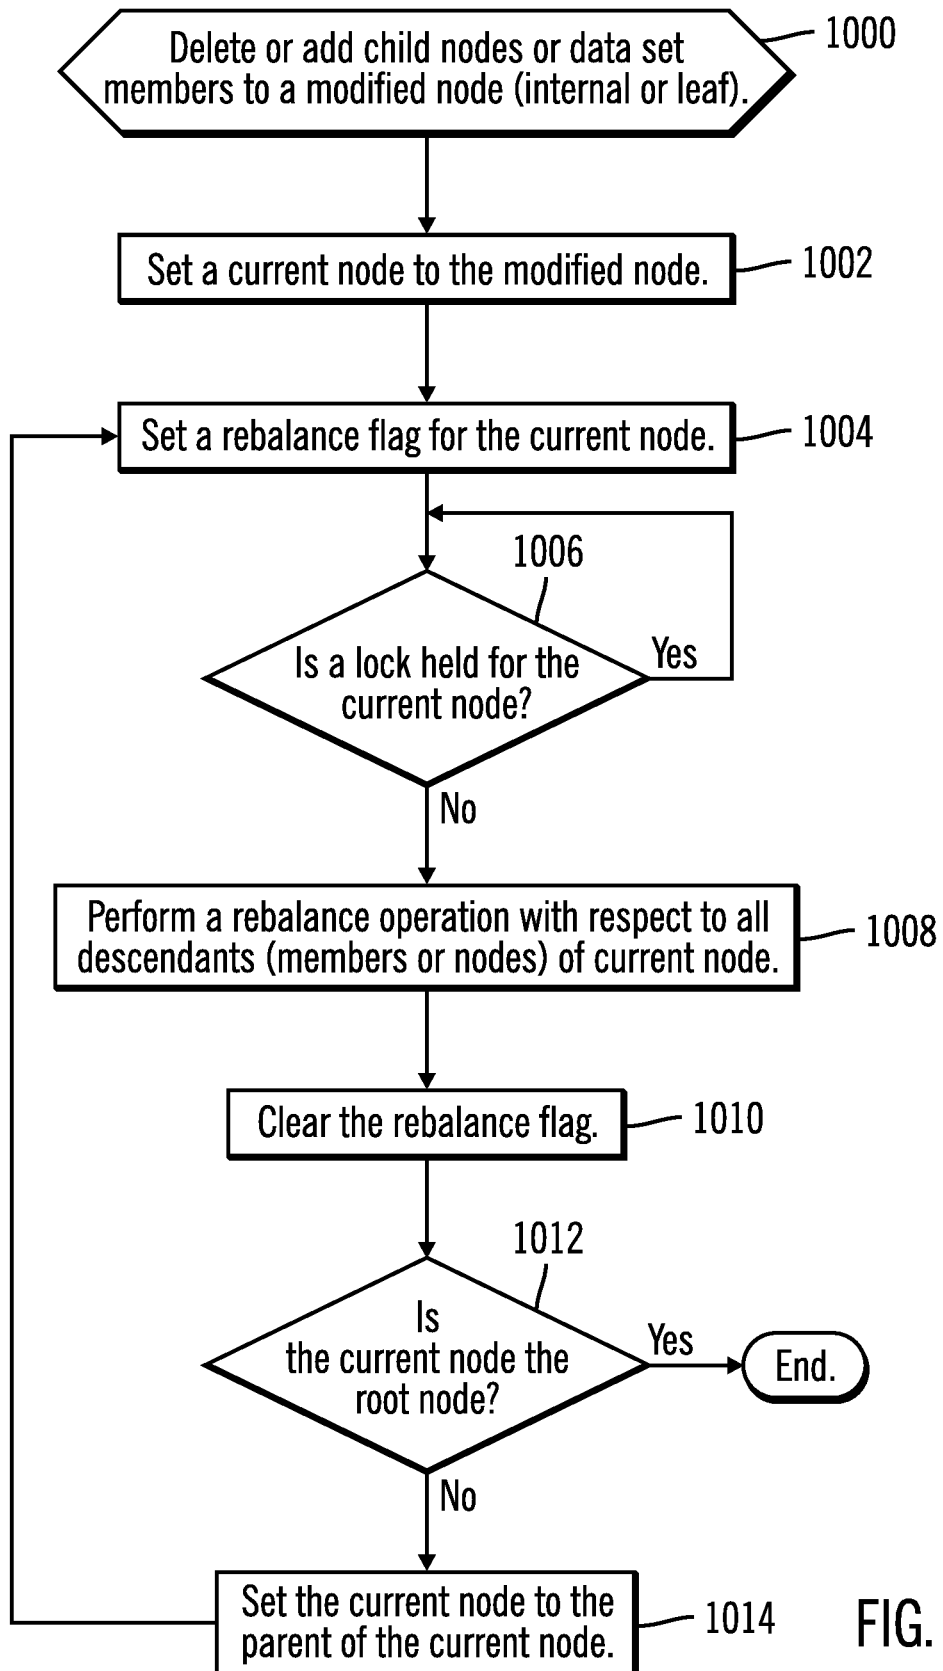 Delete or add child nodes or data set
members to a modified node (internal or leaf).
1000
Set a current node to the modified node.
1002
Set a rebalance flag for the current node.
1004
1006
Is a lock held for the
current node?
Yes
No
Perform a rebalance operation with respect to all
descendants (members or nodes) of current node.
1008
Clear the rebalance flag.
1010
1012
Is
the current node the
root node?
Yes
End.
No
Set the current node to the
parent of the current node.
1014
FIG.